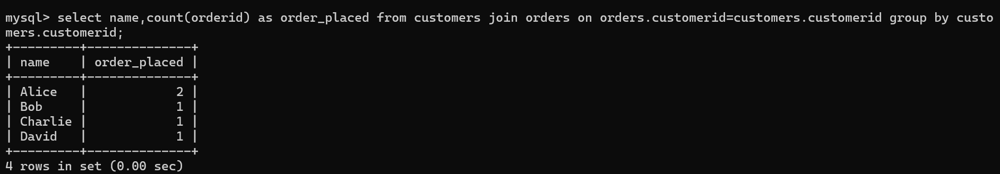 mysql> select name,count(orderid) as order_placed from customers join orders on orders.customerid=customers.customerid group by custo
mers.customerid;
+---------+--------------+
| name    | order_placed |
+---------+--------------+
| Alice   |            2 |
| Bob     |            1 |
| Charlie |            1 |
| David   |            1 |
+---------+--------------+
4 rows in set (0.00 sec)